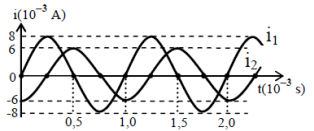 i(10⁻³ A)
8
6
i₁
i₂
0
t(10⁻³ s)
-6
-8
0,5 1,0 1,5 2,0